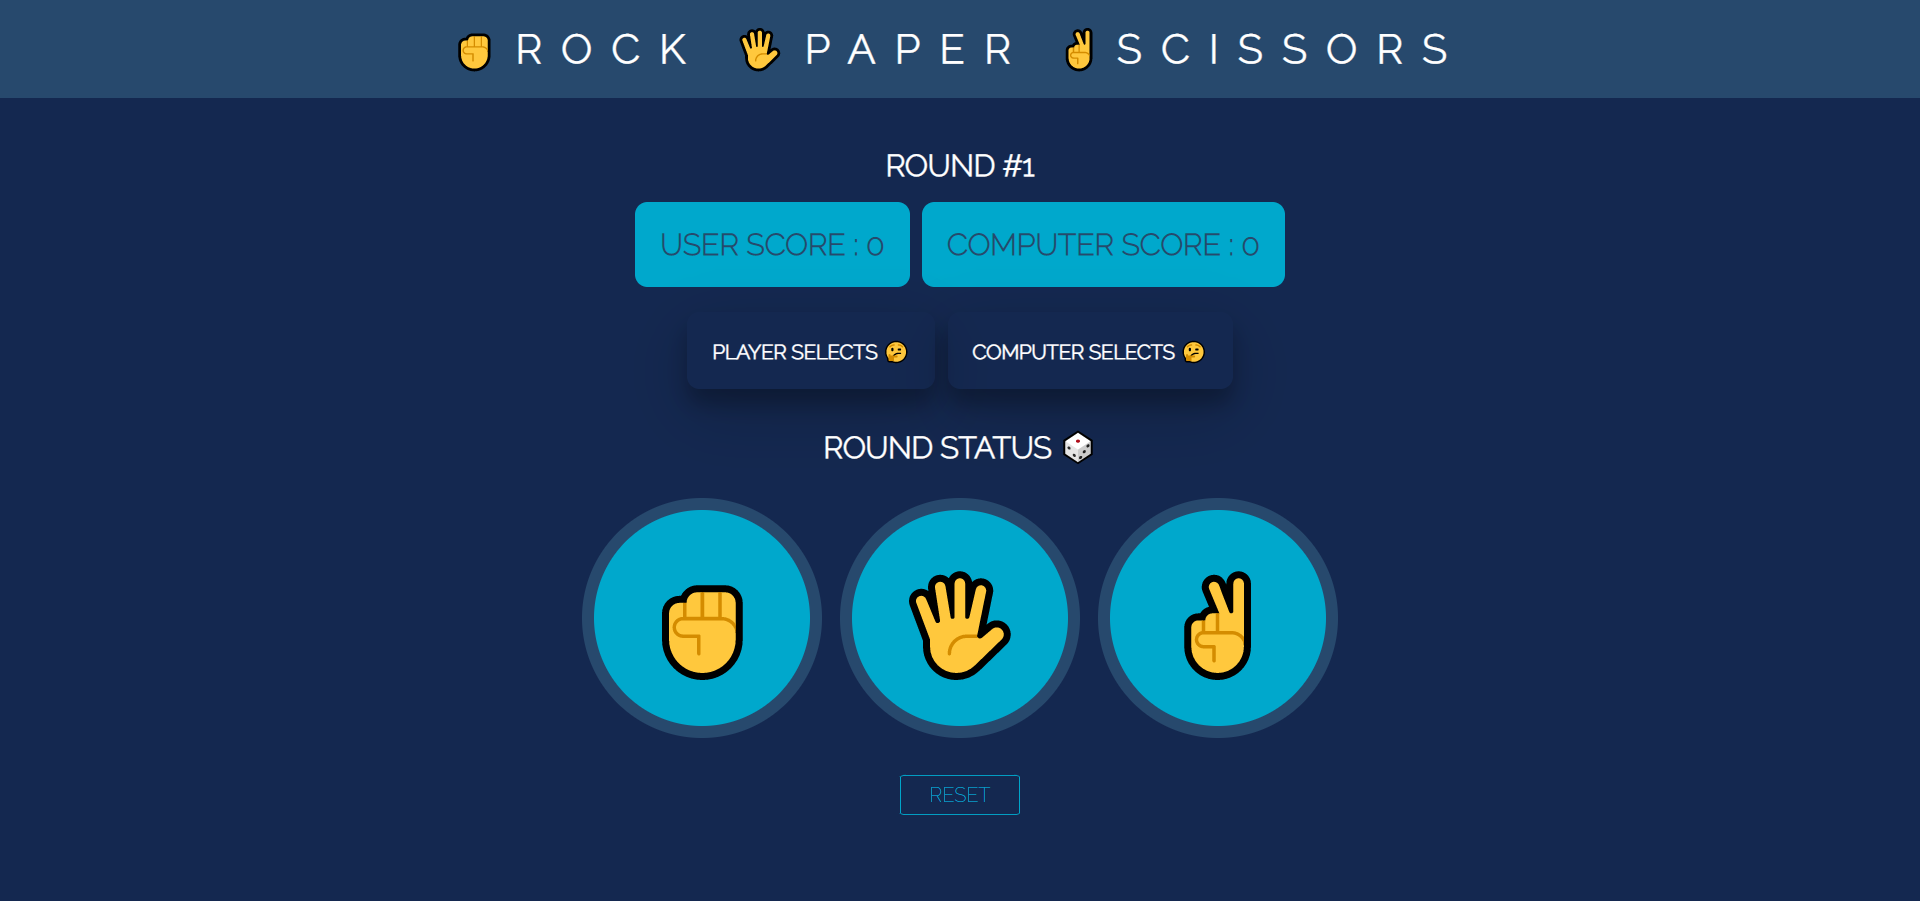 ✊ ROCK 🖐 PAPER ✌ SCISSORS
ROUND #1
USER SCORE : 0
COMPUTER SCORE : 0
PLAYER SELECTS 🤔
COMPUTER SELECTS 🤔
ROUND STATUS 🎲
RESET